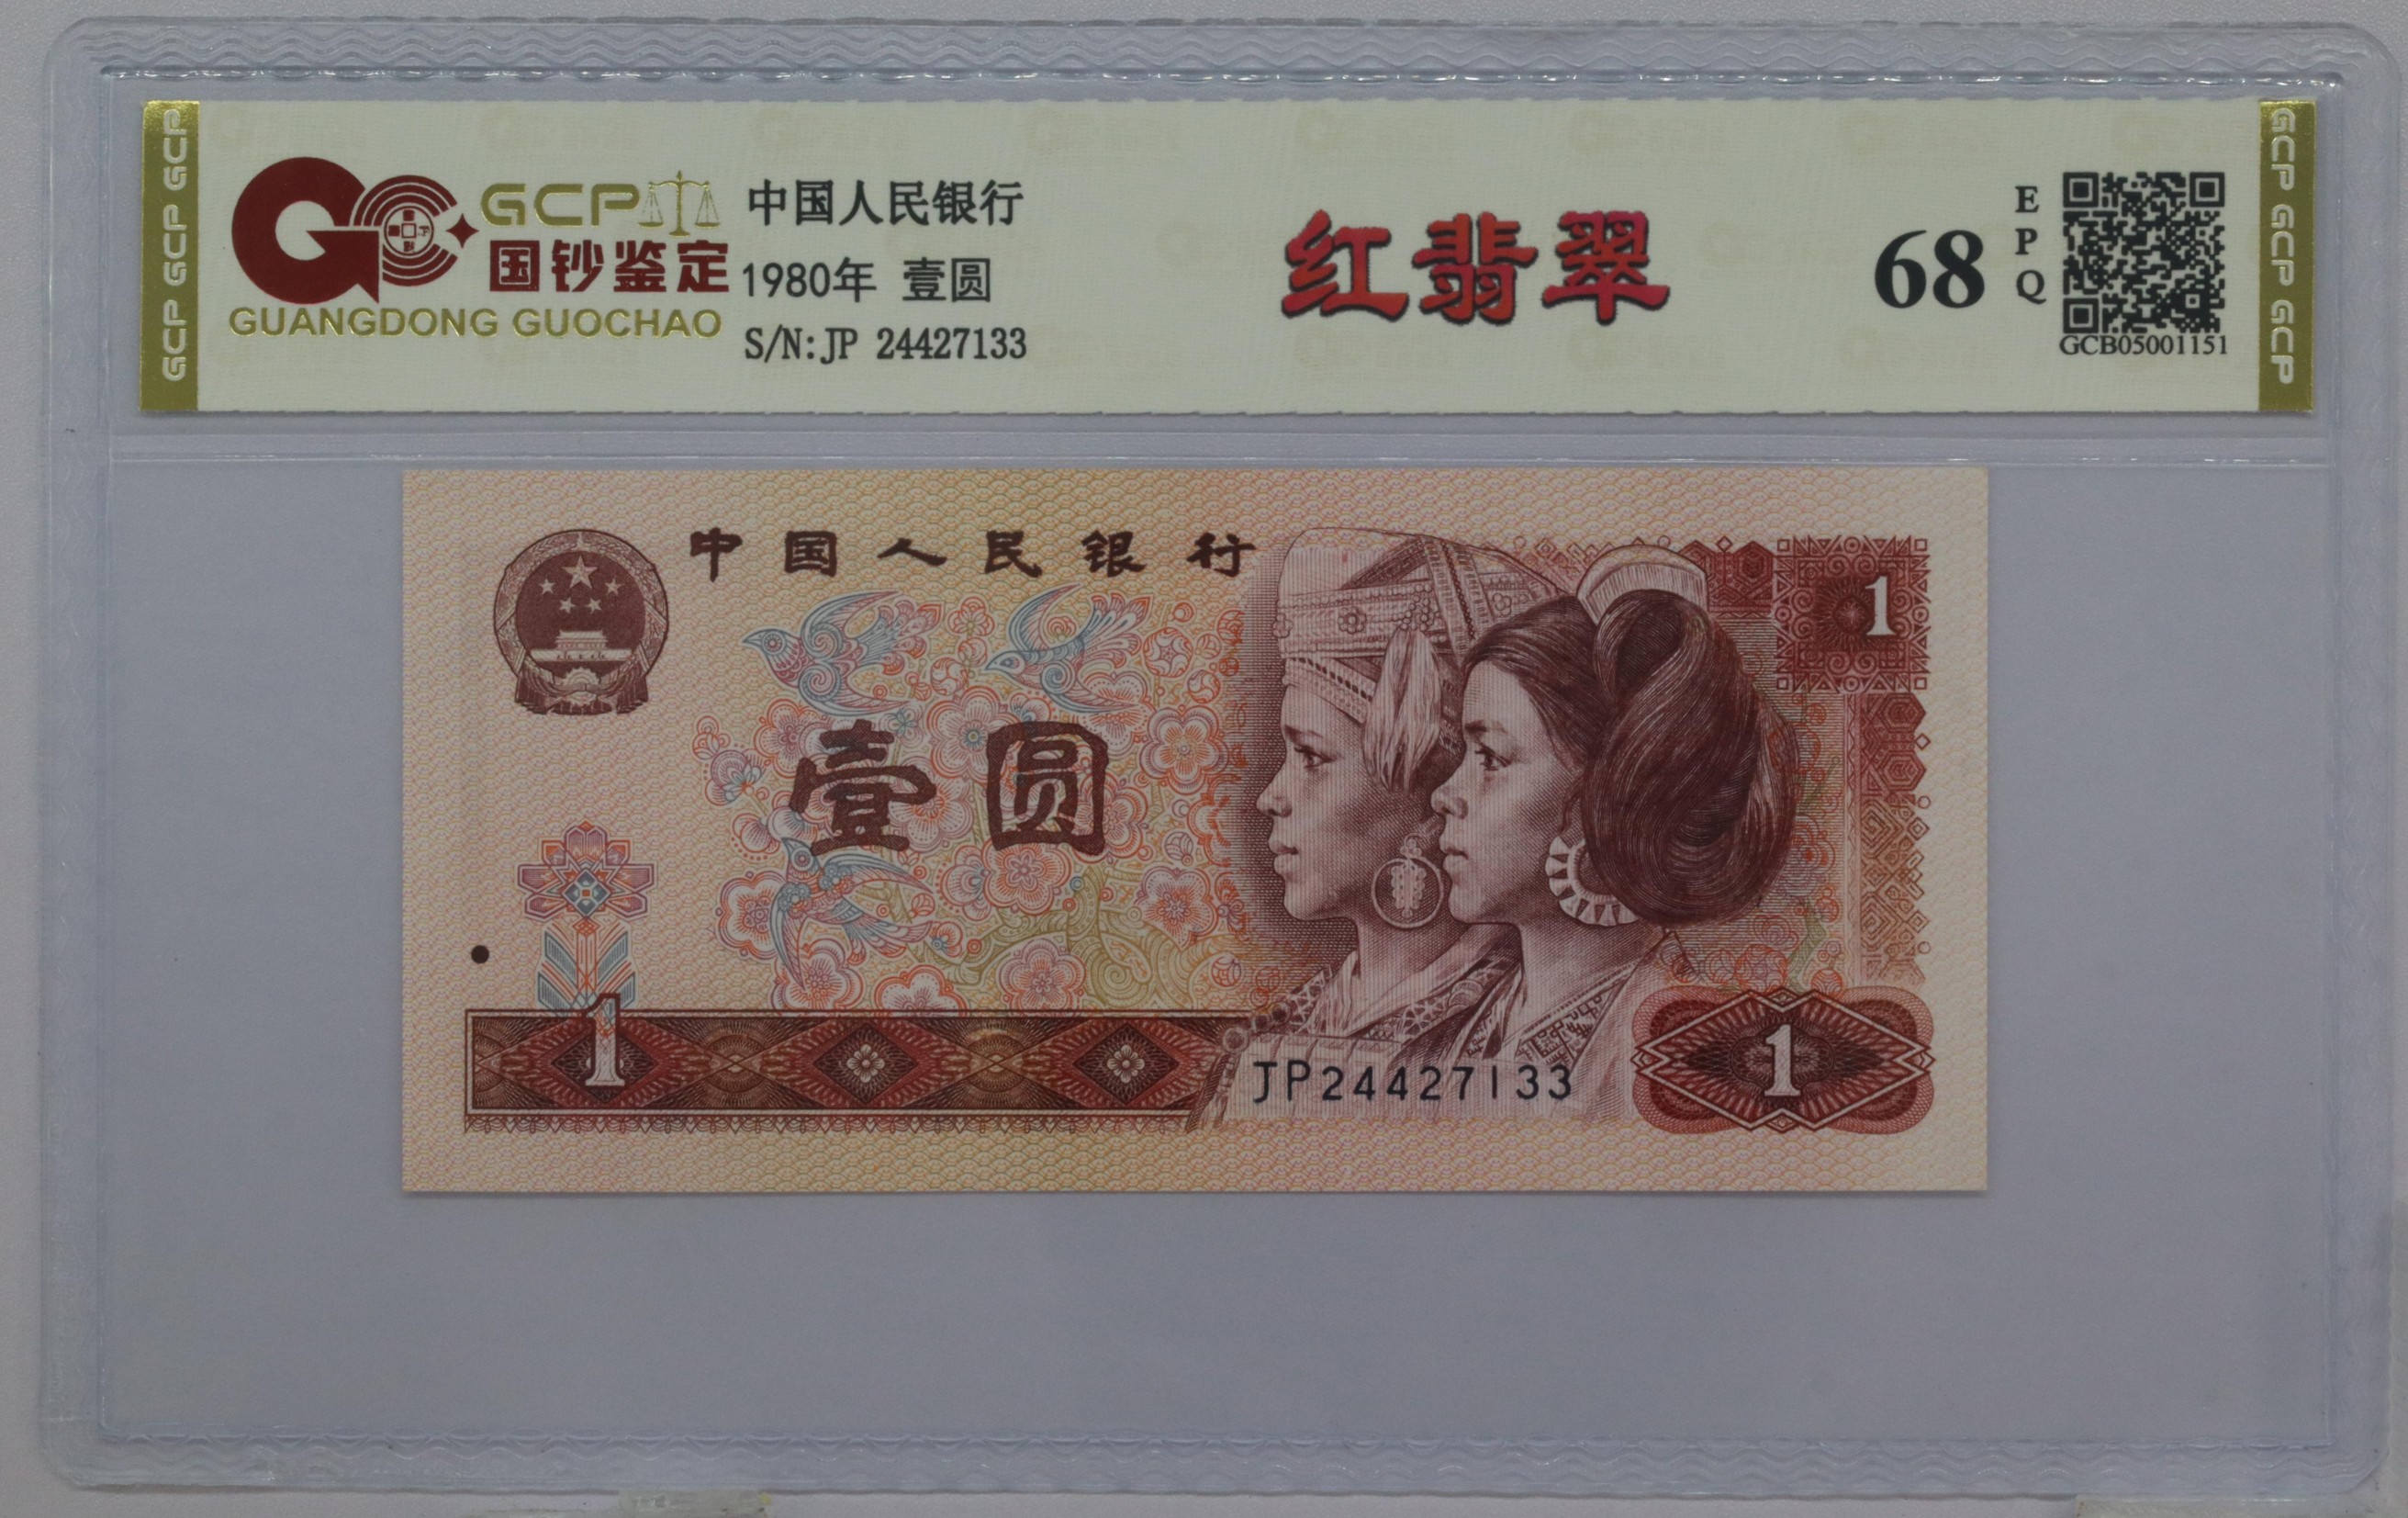 GCP GCP GCP
GCP
国钞鉴定
GUANGDONG GUOCHAO
中国人民银行
1980年 壹圆
S/N:JP 24427133
红翡翠
68
EPQ
GCB05001151
GCP GCP GCP
中国人民银行
1
壹圆
1
JP24427133
1